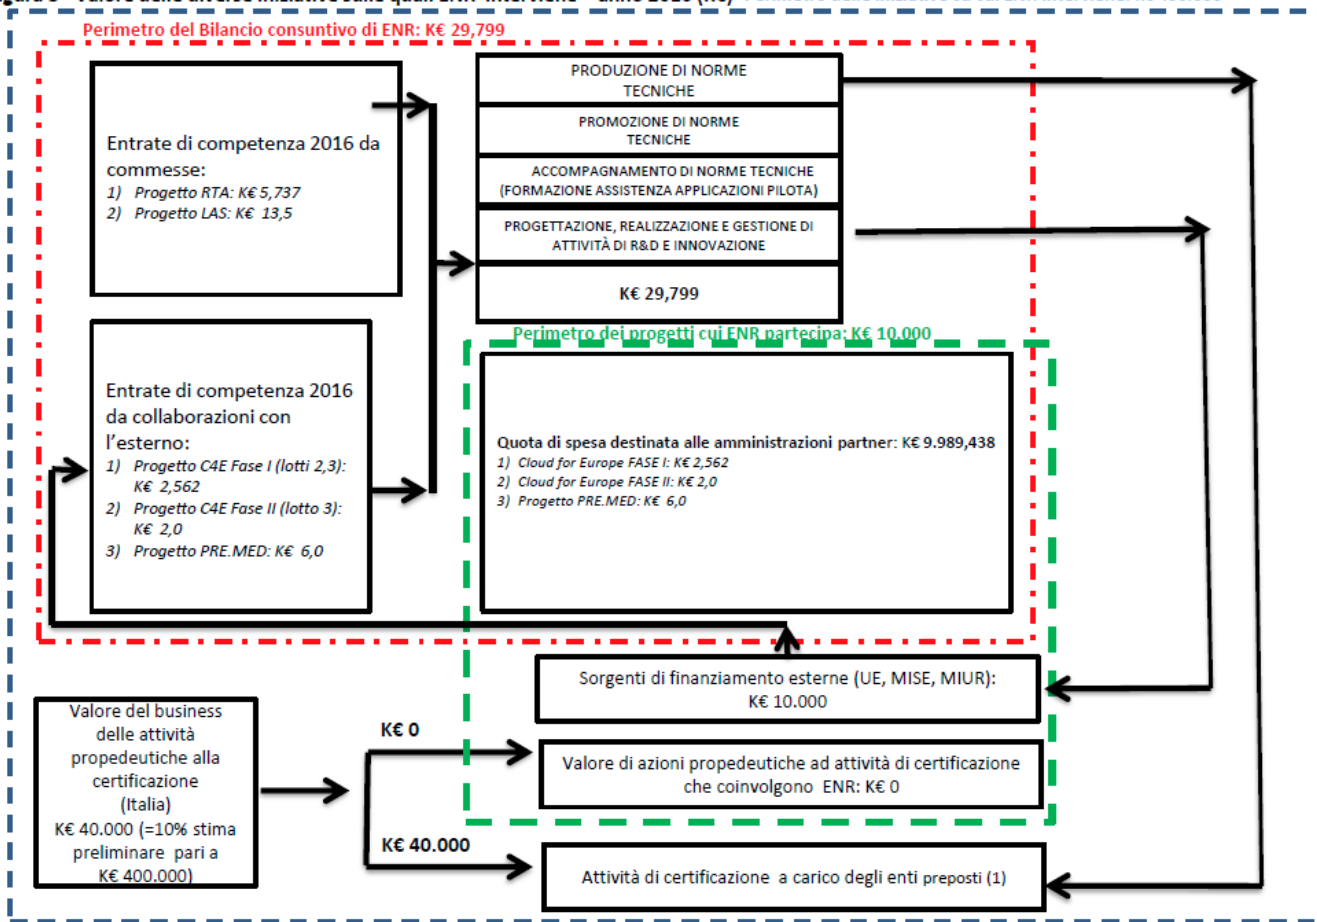 Perimetro del Bilancio consuntivo di ENR: K€ 29,799
Entrate di competenza 2016 da
commesse:
1) Progetto RTA: K€ 5,737
2) Progetto LAS: K€ 13,5
PRODUZIONE DI NORME
TECNICHE
PROMOZIONE DI NORME
TECNICHE
ACCOMPAGNAMENTO DI NORME TECNICHE
(FORMAZIONE ASSISTENZA APPLICAZIONI PILOTA)
PROGETTAZIONE, REALIZZAZIONE E GESTIONE DI
ATTIVITÀ DI R&D E INNOVAZIONE
K€ 29,799
Perimetro dei progetti cui ENR partecipa: K€ 10.000
Entrate di competenza 2016
da collaborazioni con
l'esterno:
1) Progetto C4E Fase I (lotti 2,3):
K€ 2,562
2) Progetto C4E Fase II (lotto 3):
K€ 2,0
3) Progetto PRE.MED: K€ 6,0
Quota di spesa destinata alle amministrazioni partner: K€ 9.989,438
1) Cloud for Europe FASE I: K€ 2,562
2) Cloud for Europe FASE II: K€ 2,0
3) Progetto PRE.MED: K€ 6,0
Sorgenti di finanziamento esterne (UE, MISE, MIUR):
K€ 10.000
Valore del business
delle attività
propedeutiche alla
certificazione
(Italia)
K€ 40.000 (=10% stima
preliminare pari a
K€ 400.000)
K€ 0
Valore di azioni propedeutiche ad attività di certificazione
che coinvolgono ENR: K€ 0
K€ 40.000
Attività di certificazione a carico degli enti preposti (1)